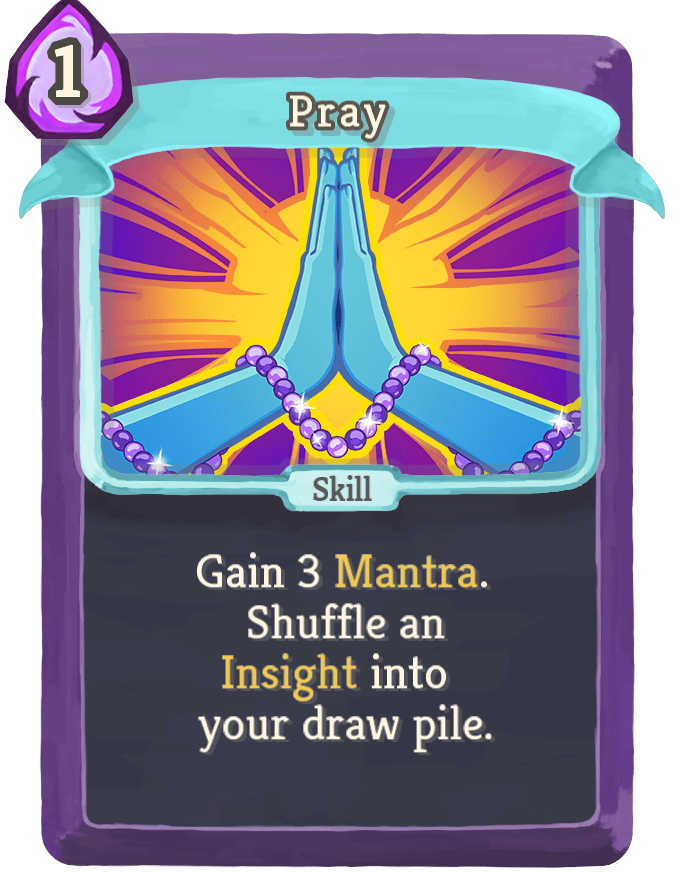 1
Pray
Skill
Gain 3 Mantra.
Shuffle an
Insight into
your draw pile.